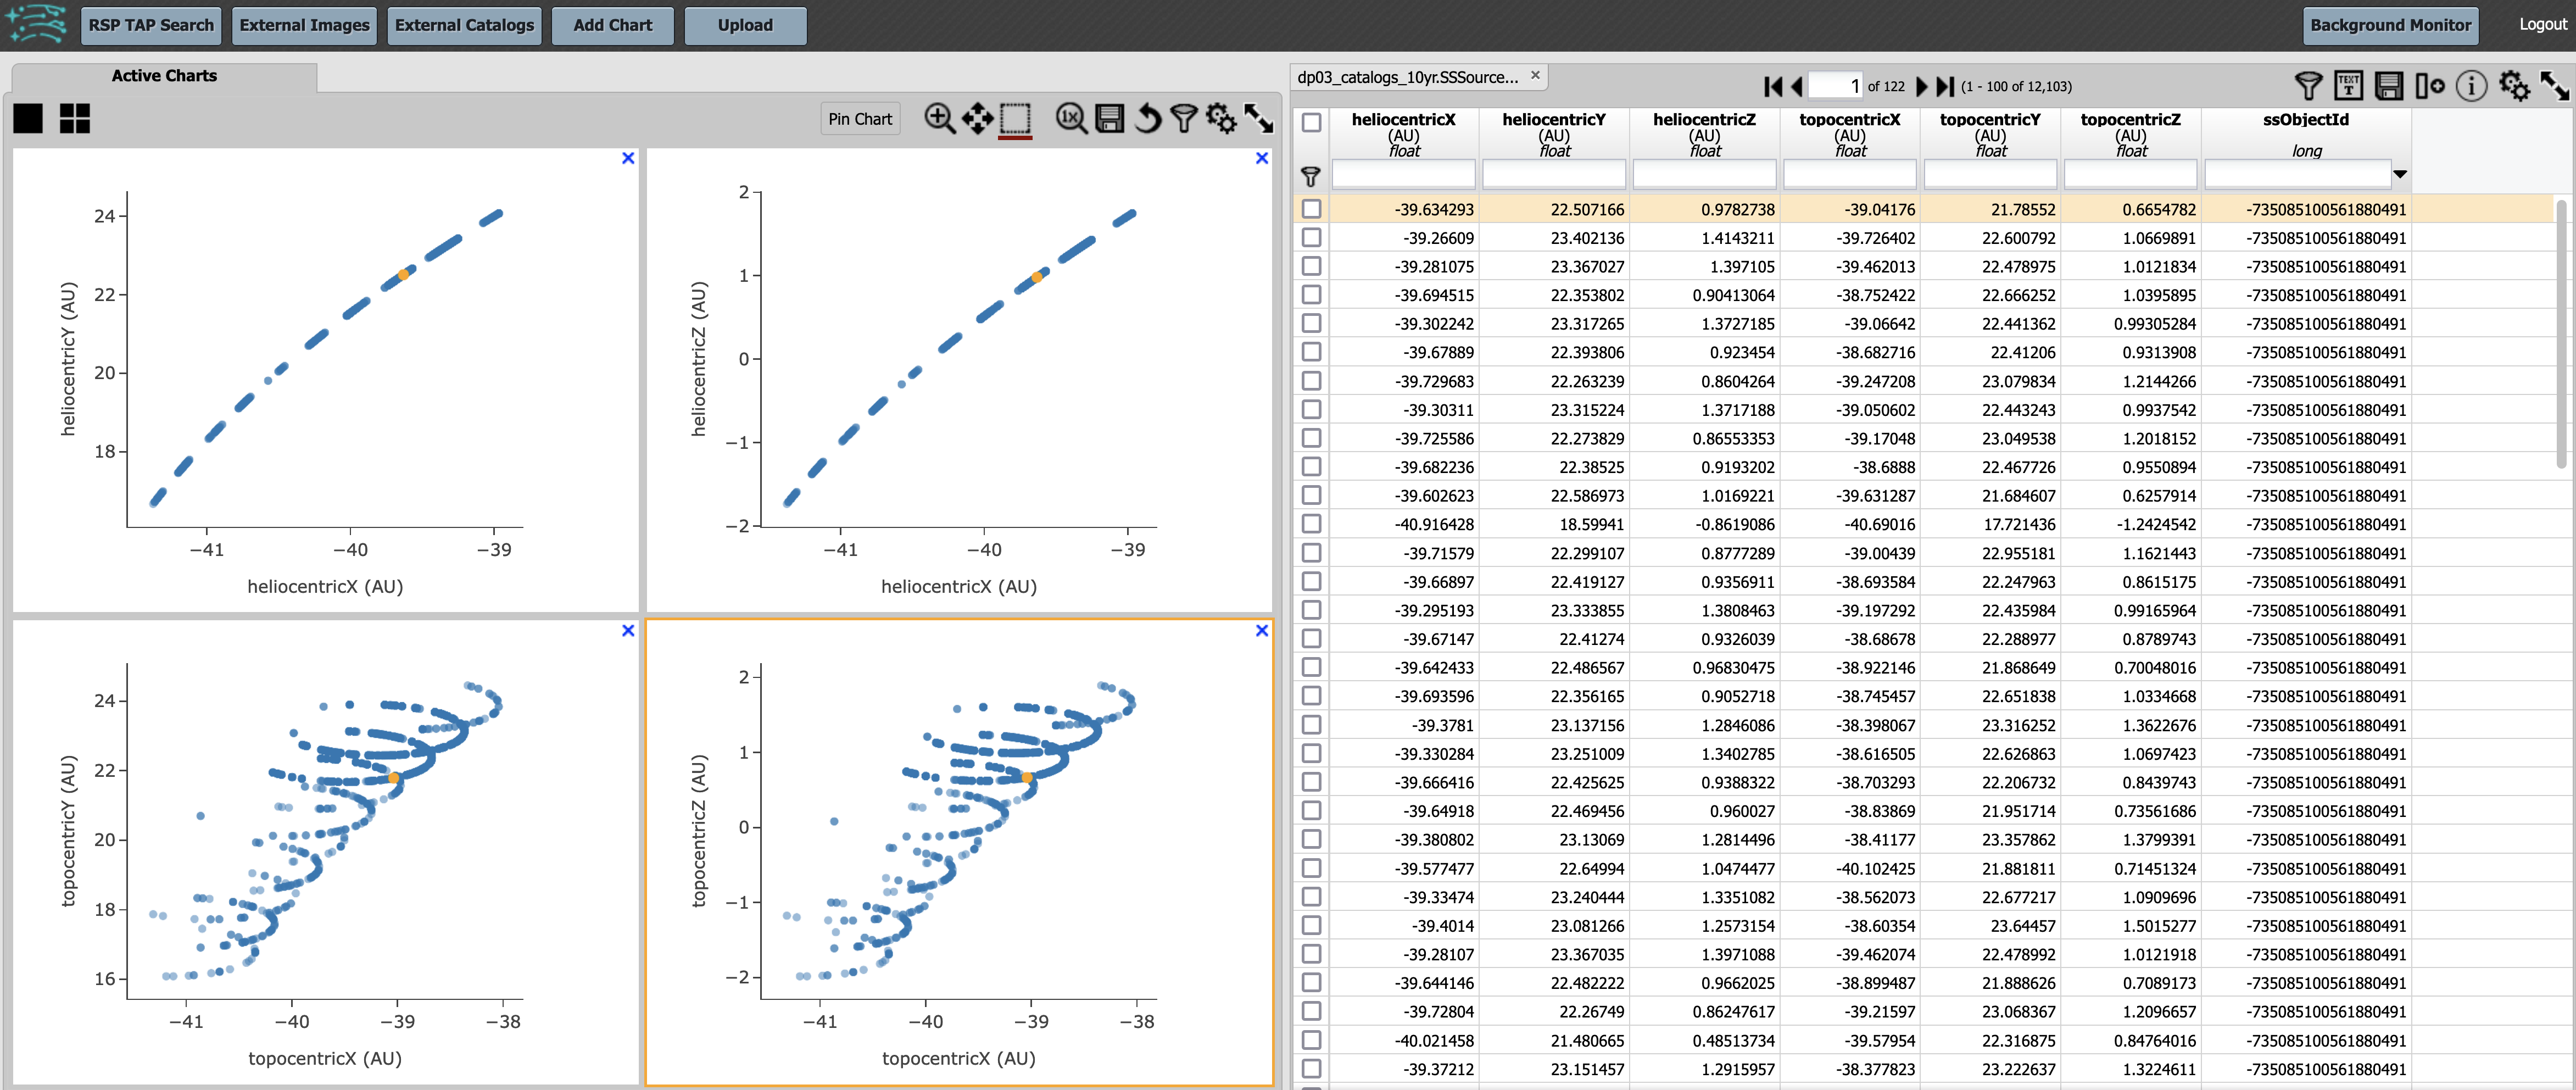 RSP TAP Search External Images External Catalogs Add Chart Upload Background Monitor Logout
Active Charts
Pin Chart
1x
24
22
20
18
heliocentricY (AU)
−41 −40 −39
heliocentricX (AU)
2
1
0
−1
−2
heliocentricZ (AU)
−41 −40 −39
heliocentricX (AU)
24
22
20
18
16
topocentricY (AU)
−41 −40 −39 −38
topocentricX (AU)
2
1
0
−1
−2
topocentricZ (AU)
−41 −40 −39 −38
topocentricX (AU)
dp03_catalogs_10yr.SSSource... ×
1 of 122 (1 - 100 of 12,103)
TEXT T
heliocentricX heliocentricY heliocentricZ topocentricX topocentricY topocentricZ ssObjectId
(AU) (AU) (AU) (AU) (AU) (AU)
float float float float float float long
-39.634293 22.507166 0.9782738 -39.04176 21.78552 0.6654782 -735085100561880491
-39.26609 23.402136 1.4143211 -39.726402 22.600792 1.0669891 -735085100561880491
-39.281075 23.367027 1.397105 -39.462013 22.478975 1.0121834 -735085100561880491
-39.694515 22.353802 0.90413064 -38.752422 22.666252 1.0395895 -735085100561880491
-39.302242 23.317265 1.3727185 -39.06642 22.441362 0.99305284 -735085100561880491
-39.67889 22.393806 0.923454 -38.682716 22.41206 0.9313908 -735085100561880491
-39.729683 22.263239 0.8604264 -39.247208 23.079834 1.2144266 -735085100561880491
-39.30311 23.315224 1.3717188 -39.050602 22.443243 0.9937542 -735085100561880491
-39.725586 22.273829 0.86553353 -39.17048 23.049538 1.2018152 -735085100561880491
-39.682236 22.38525 0.9193202 -38.6888 22.467726 0.9550894 -735085100561880491
-39.602623 22.586973 1.0169221 -39.631287 21.684607 0.6257914 -735085100561880491
-40.916428 18.59941 -0.8619086 -40.69016 17.721436 -1.2424542 -735085100561880491
-39.71579 22.299107 0.8777289 -39.00439 22.955181 1.1621443 -735085100561880491
-39.66897 22.419127 0.9356911 -38.693584 22.247963 0.8615175 -735085100561880491
-39.295193 23.333855 1.3808463 -39.197292 22.435984 0.99165964 -735085100561880491
-39.67147 22.41274 0.9326039 -38.68678 22.288977 0.8789743 -735085100561880491
-39.642433 22.486567 0.96830475 -38.922146 21.868649 0.70048016 -735085100561880491
-39.693596 22.356165 0.9052718 -38.745457 22.651838 1.0334668 -735085100561880491
-39.3781 23.137156 1.2846086 -38.398067 23.316252 1.3622676 -735085100561880491
-39.330284 23.251009 1.3402785 -38.616505 22.626863 1.0697423 -735085100561880491
-39.666416 22.425625 0.9388322 -38.703293 22.206732 0.8439743 -735085100561880491
-39.64918 22.469456 0.960027 -38.83869 21.951714 0.73561686 -735085100561880491
-39.380802 23.13069 1.2814496 -38.41177 23.357862 1.3799391 -735085100561880491
-39.577477 22.64994 1.0474477 -40.102425 21.881811 0.71451324 -735085100561880491
-39.33474 23.240444 1.3351082 -38.562073 22.677217 1.0909696 -735085100561880491
-39.4014 23.081266 1.2573154 -38.60354 23.64457 1.5015277 -735085100561880491
-39.28107 23.367035 1.3971088 -39.462074 22.478992 1.0121918 -735085100561880491
-39.644146 22.482222 0.9662025 -38.899487 21.888626 0.7089173 -735085100561880491
-39.72804 22.26749 0.86247617 -39.21597 23.068367 1.2096657 -735085100561880491
-40.021458 21.480665 0.48513734 -39.57954 22.316875 0.84764016 -735085100561880491
-39.37212 23.151457 1.2915957 -38.377823 23.222637 1.3224611 -735085100561880491